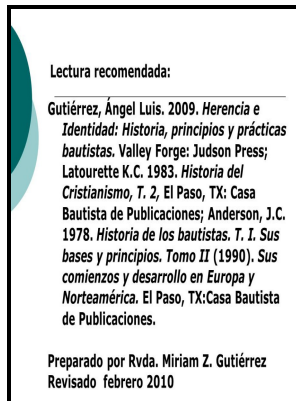 Lectura recomendada:
Gutiérrez, Ángel Luis. 2009. Herencia e
Identidad: Historia, principios y prácticas
bautistas. Valley Forge: Judson Press;
Latourette K.C. 1983. Historia del
Cristianismo, T. 2, El Paso, TX: Casa
Bautista de Publicaciones; Anderson, J.C.
1978. Historia de los bautistas. T. I. Sus
bases y principios. Tomo II (1990). Sus
comienzos y desarrollo en Europa y
Norteamérica. El Paso, TX:Casa Bautista
de Publicaciones.
Preparado por Rvda. Miriam Z. Gutiérrez
Revisado febrero 2010